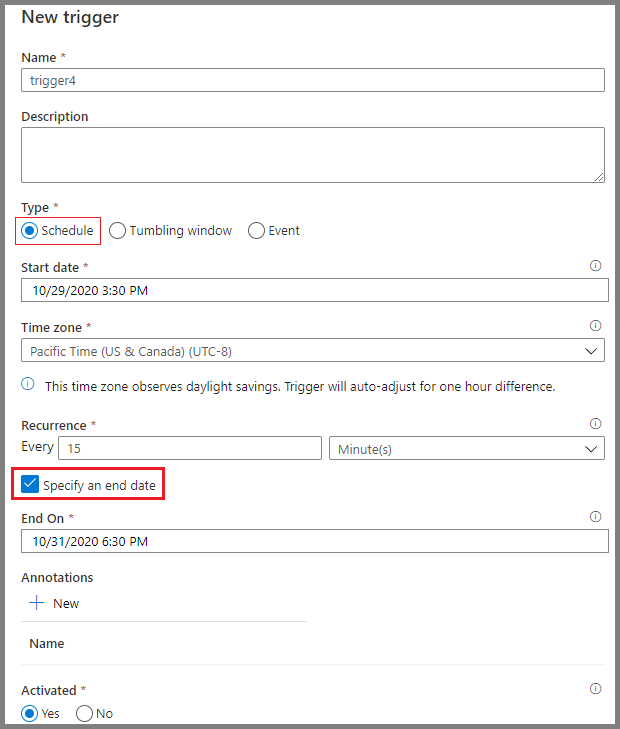 New trigger
Name *
trigger4
Description
Type *
Schedule Tumbling window Event
Start date *
10/29/2020 3:30 PM
Time zone *
Pacific Time (US & Canada) (UTC-8)
This time zone observes daylight savings. Trigger will auto-adjust for one hour difference.
Recurrence *
Every 15 Minute(s)
Specify an end date
End On *
10/31/2020 6:30 PM
Annotations
+ New
Name
Activated *
Yes No